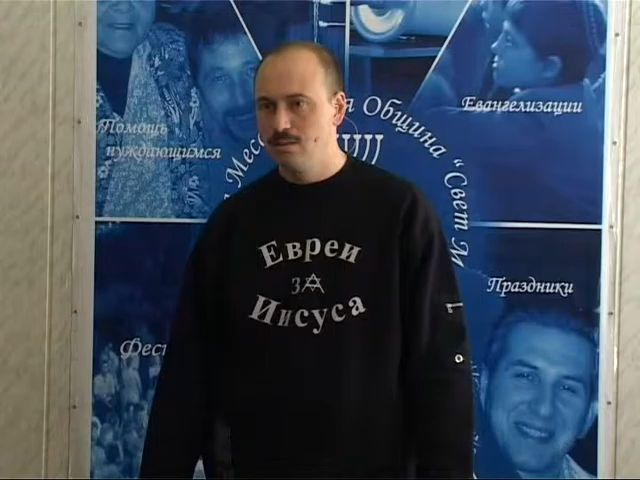 Помощь
нуждающимся
Евангелизации
Община "Свет М
Праздники
Евреи
за
Иисуса